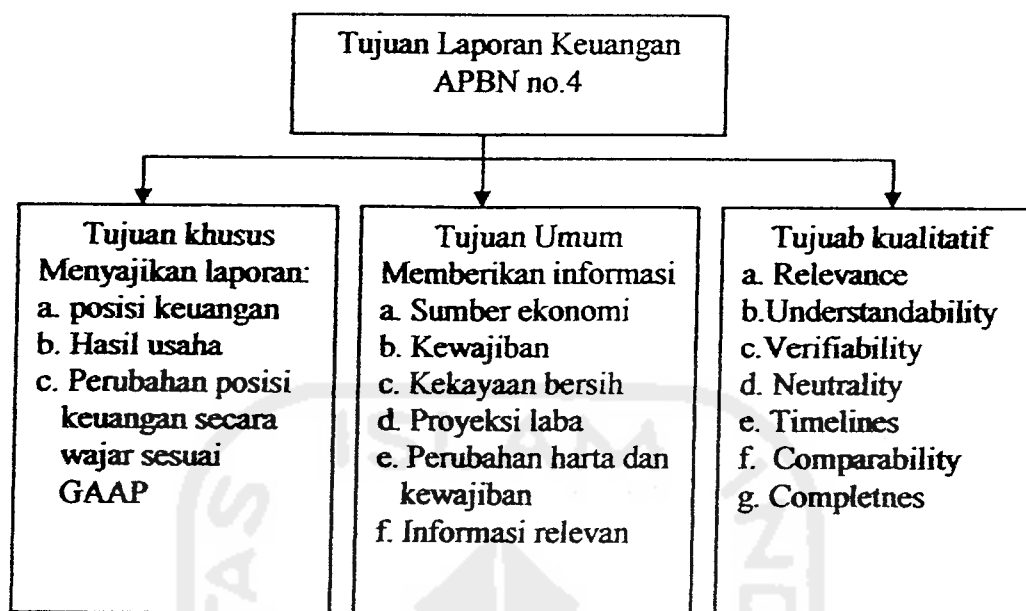 Tujuan Laporan Keuangan
APBN no.4
Tujuan khusus
Menyajikan laporan:
a. posisi keuangan
b. Hasil usaha
c. Perubahan posisi
keuangan secara
wajar sesuai
GAAP
Tujuan Umum
Memberikan informasi
a. Sumber ekonomi
b. Kewajiban
c. Kekayaan bersih
d. Proyeksi laba
e. Perubahan harta dan
kewajiban
f. Informasi relevan
Tujuab kualitatif
a. Relevance
b.Understandability
c.Verifiability
d. Neutrality
e. Timelines
f. Comparability
g. Completnes
ISLAM